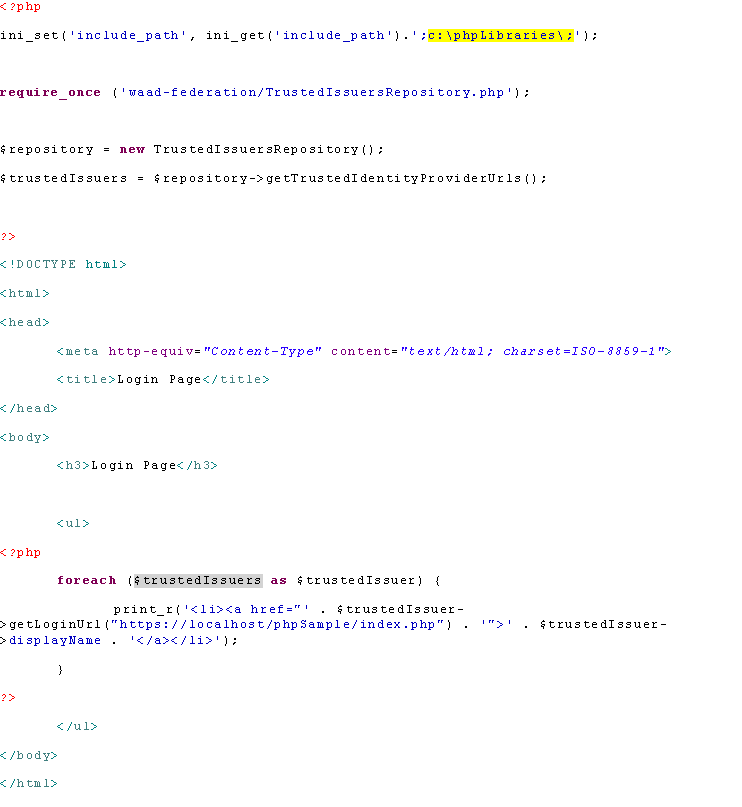 <?php
ini_set('include_path', ini_get('include_path').';c:\phpLibraries\;');
require_once ('waad-federation/TrustedIssuersRepository.php');
$repository = new TrustedIssuersRepository();
$trustedIssuers = $repository->getTrustedIdentityProviderUrls();
?>
<!DOCTYPE html>
<html>
<head>
<meta http-equiv="Content-Type" content="text/html; charset=ISO-8859-1">
<title>Login Page</title>
</head>
<body>
<h3>Login Page</h3>
<ul>
<?php
foreach ($trustedIssuers as $trustedIssuer) {
print_r('<li><a href="' . $trustedIssuer-
>getLoginUrl("https://localhost/phpSample/index.php") . '">' . $trustedIssuer-
>displayName . '</a></li>');
}
?>
</ul>
</body>
</html>